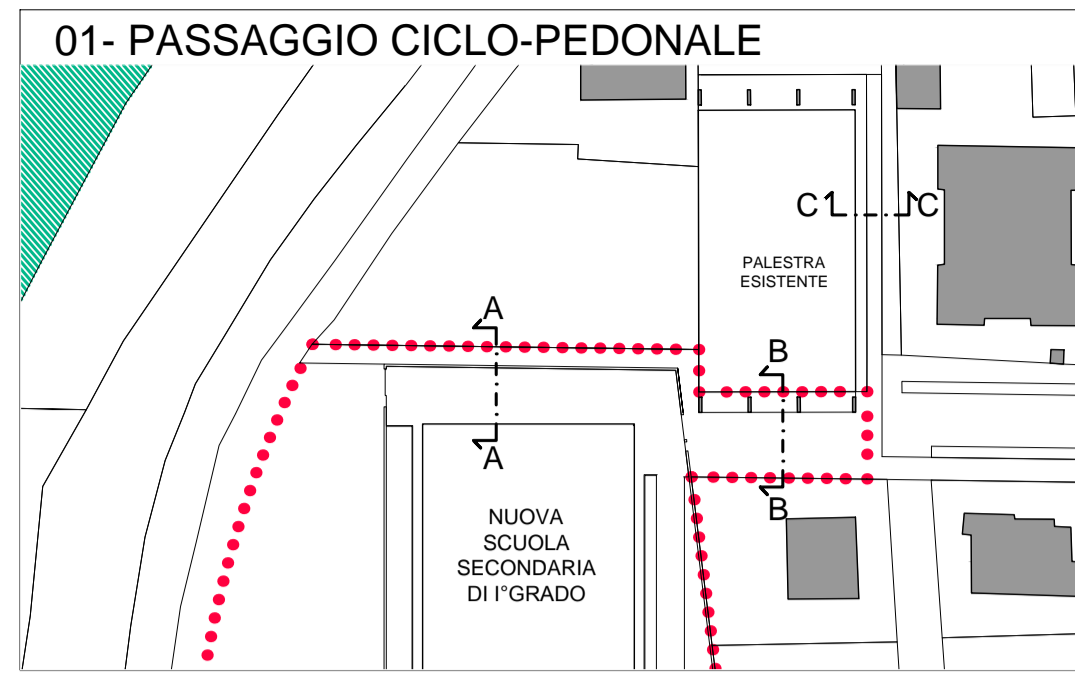 01- PASSAGGIO CICLO-PEDONALE
C
C
PALESTRA
ESISTENTE
A
B
A
B
NUOVA
SCUOLA
SECONDARIA
DI I°GRADO